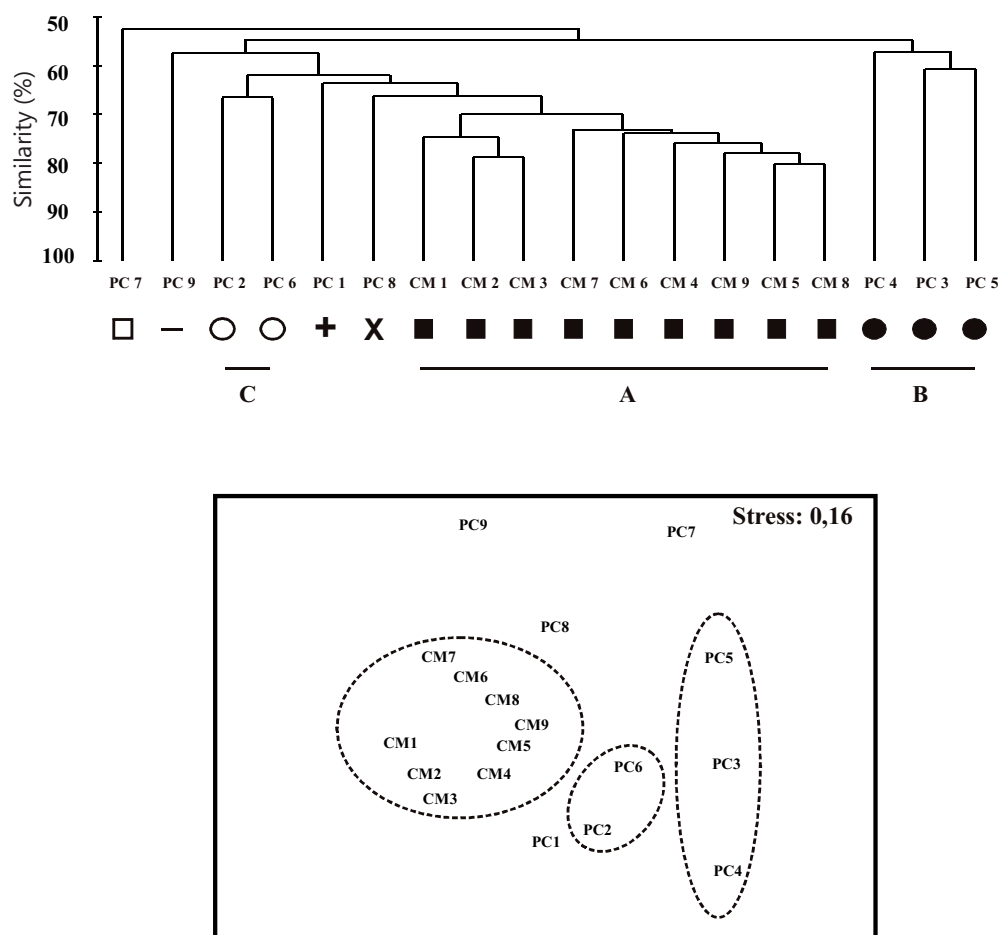 50
60
70
80
90
100
Similarity (%)
PC 7 PC 9 PC 2 PC 6 PC 1 PC 8 CM 1 CM 2 CM 3 CM 7 CM 6 CM 4 CM 9 CM 5 CM 8 PC 4 PC 3 PC 5
C A B
Stress: 0,16
PC9
PC7
PC8
CM7
PC5
CM6
CM8
CM9
CM1
CM5
PC3
PC6
CM2
CM4
CM3
PC2
PC1
PC4